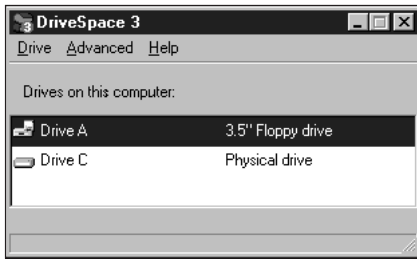 DriveSpace 3
Drive Advanced Help
Drives on this computer:
Drive A 3.5" Floppy drive
Drive C Physical drive